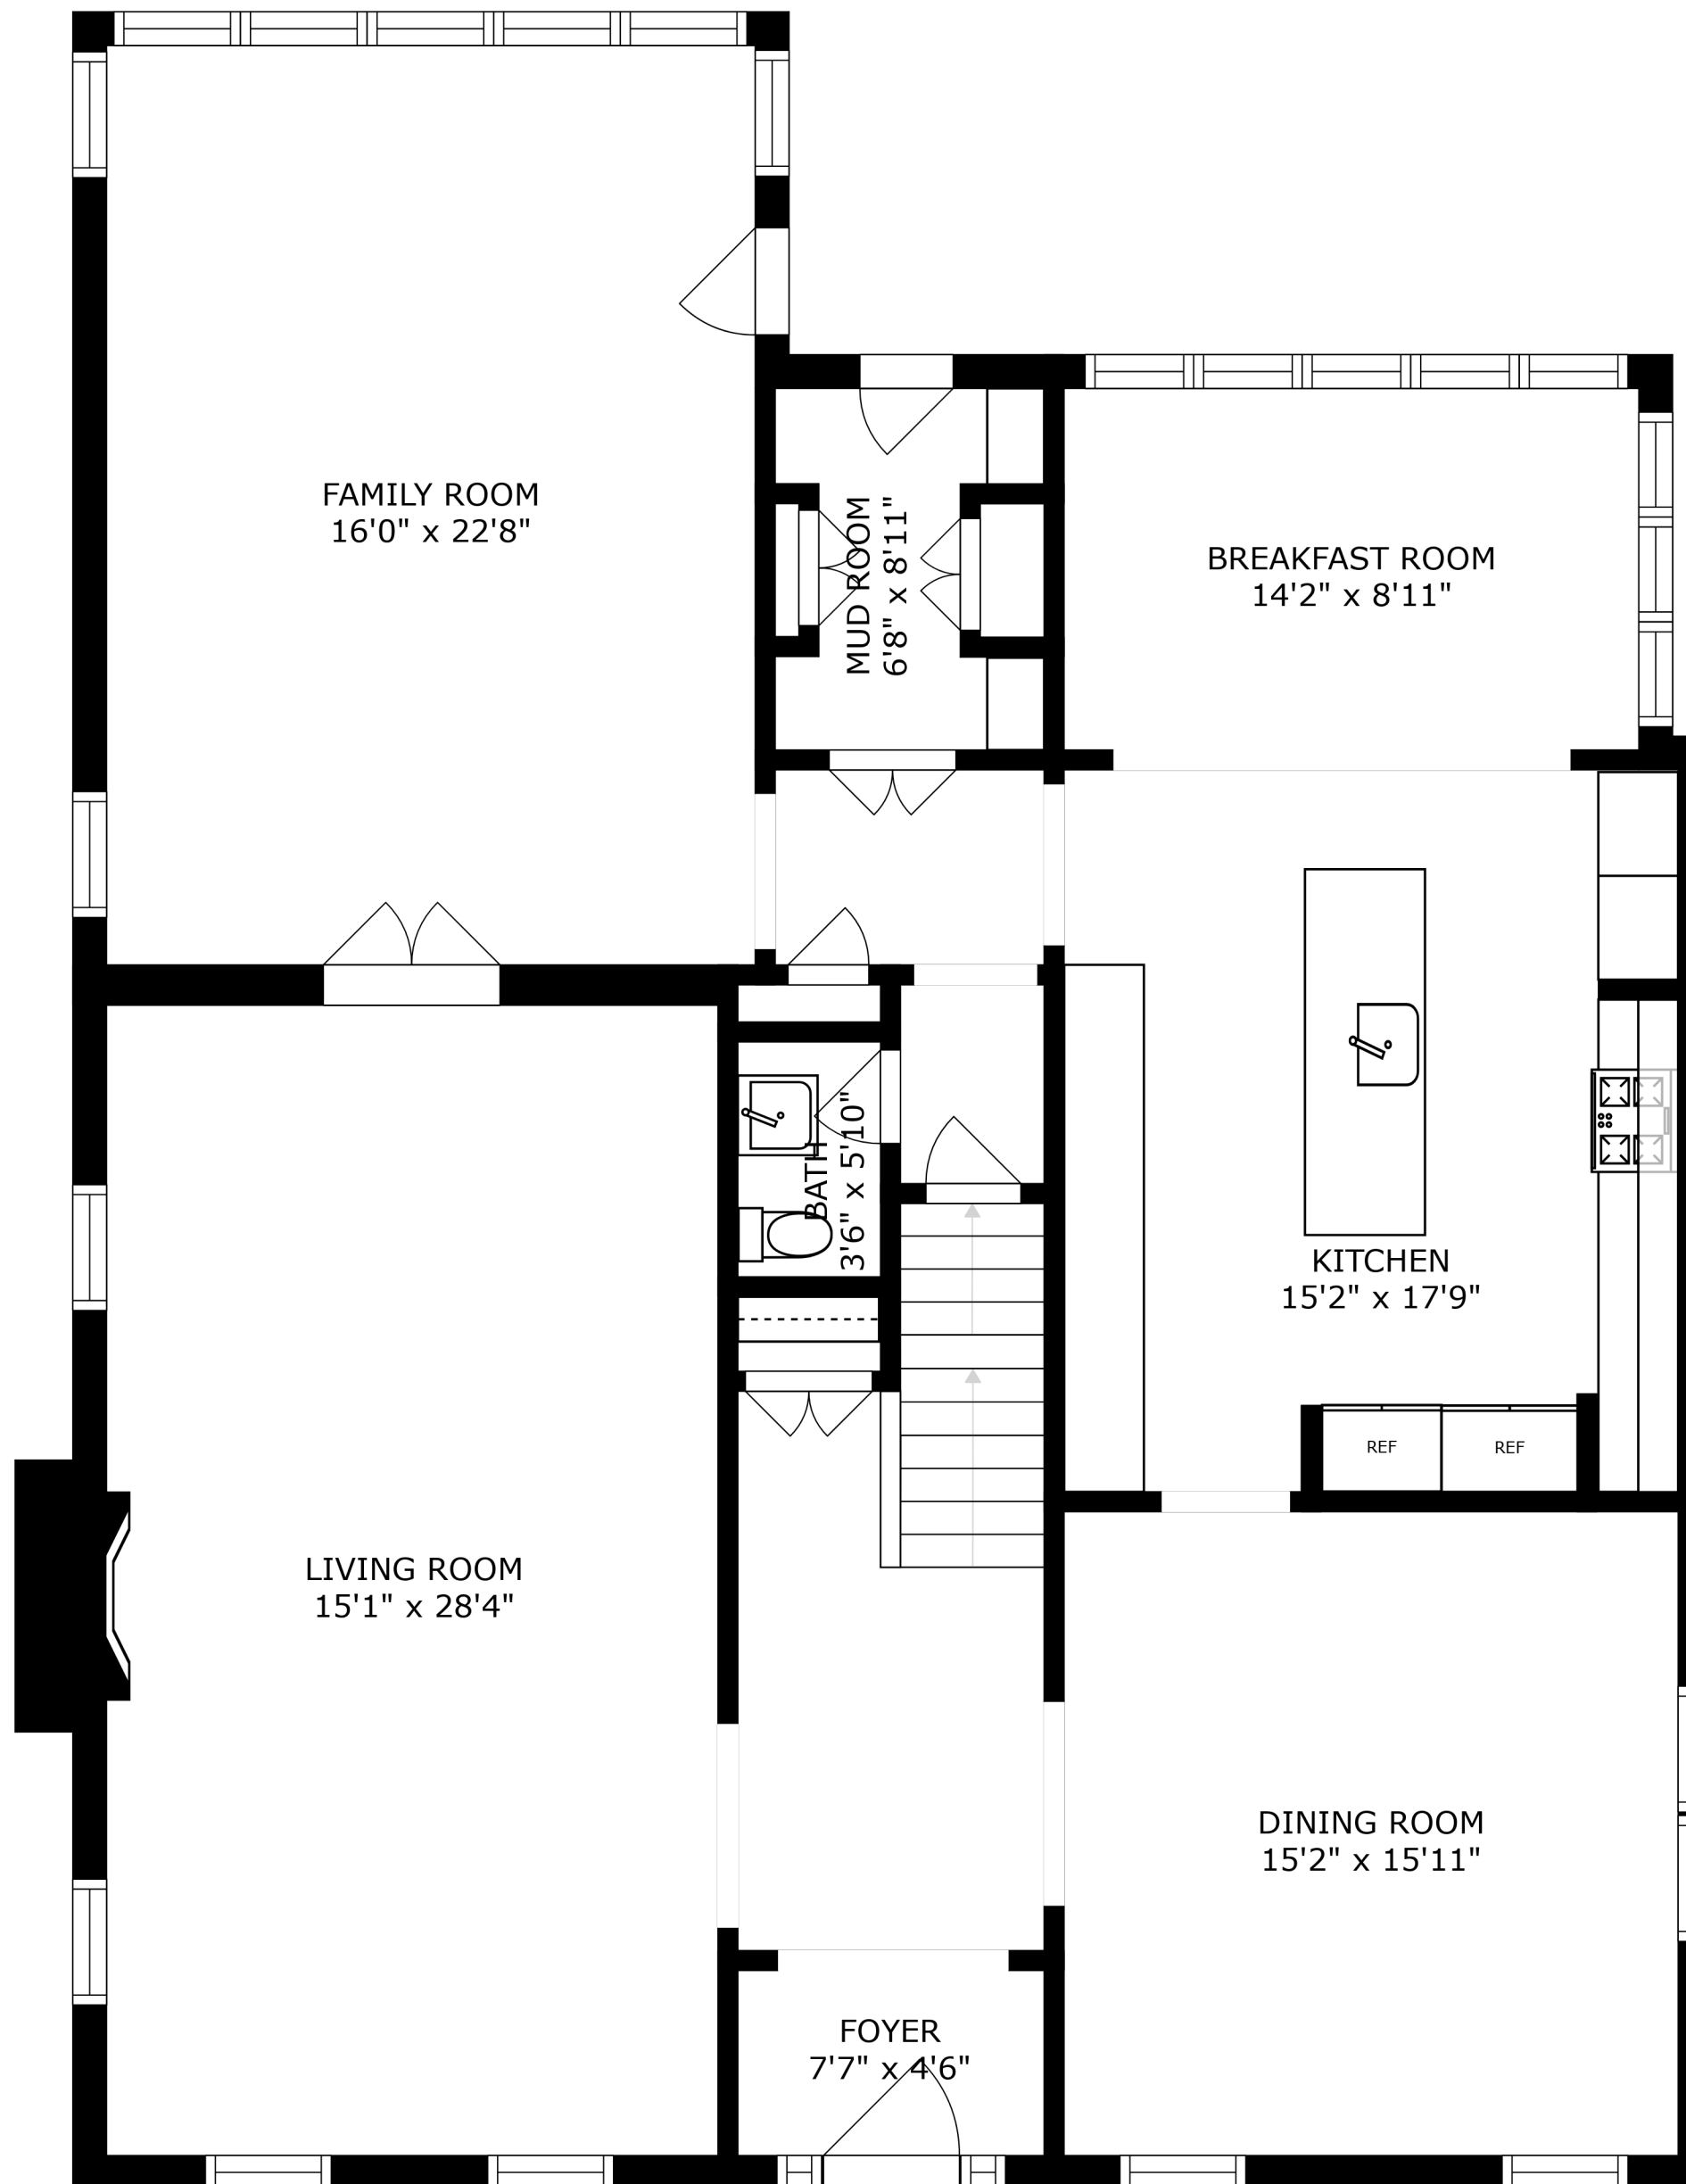 FAMILY ROOM
16'0" x 22'8"
MUD ROOM
6'8" x 8'11"
BREAKFAST ROOM
14'2" x 8'11"
BATH
3'6" x 5'10"
KITCHEN
15'2" x 17'9"
REF
REF
LIVING ROOM
15'1" x 28'4"
DINING ROOM
15'2" x 15'11"
FOYER
7'7" x 4'6"